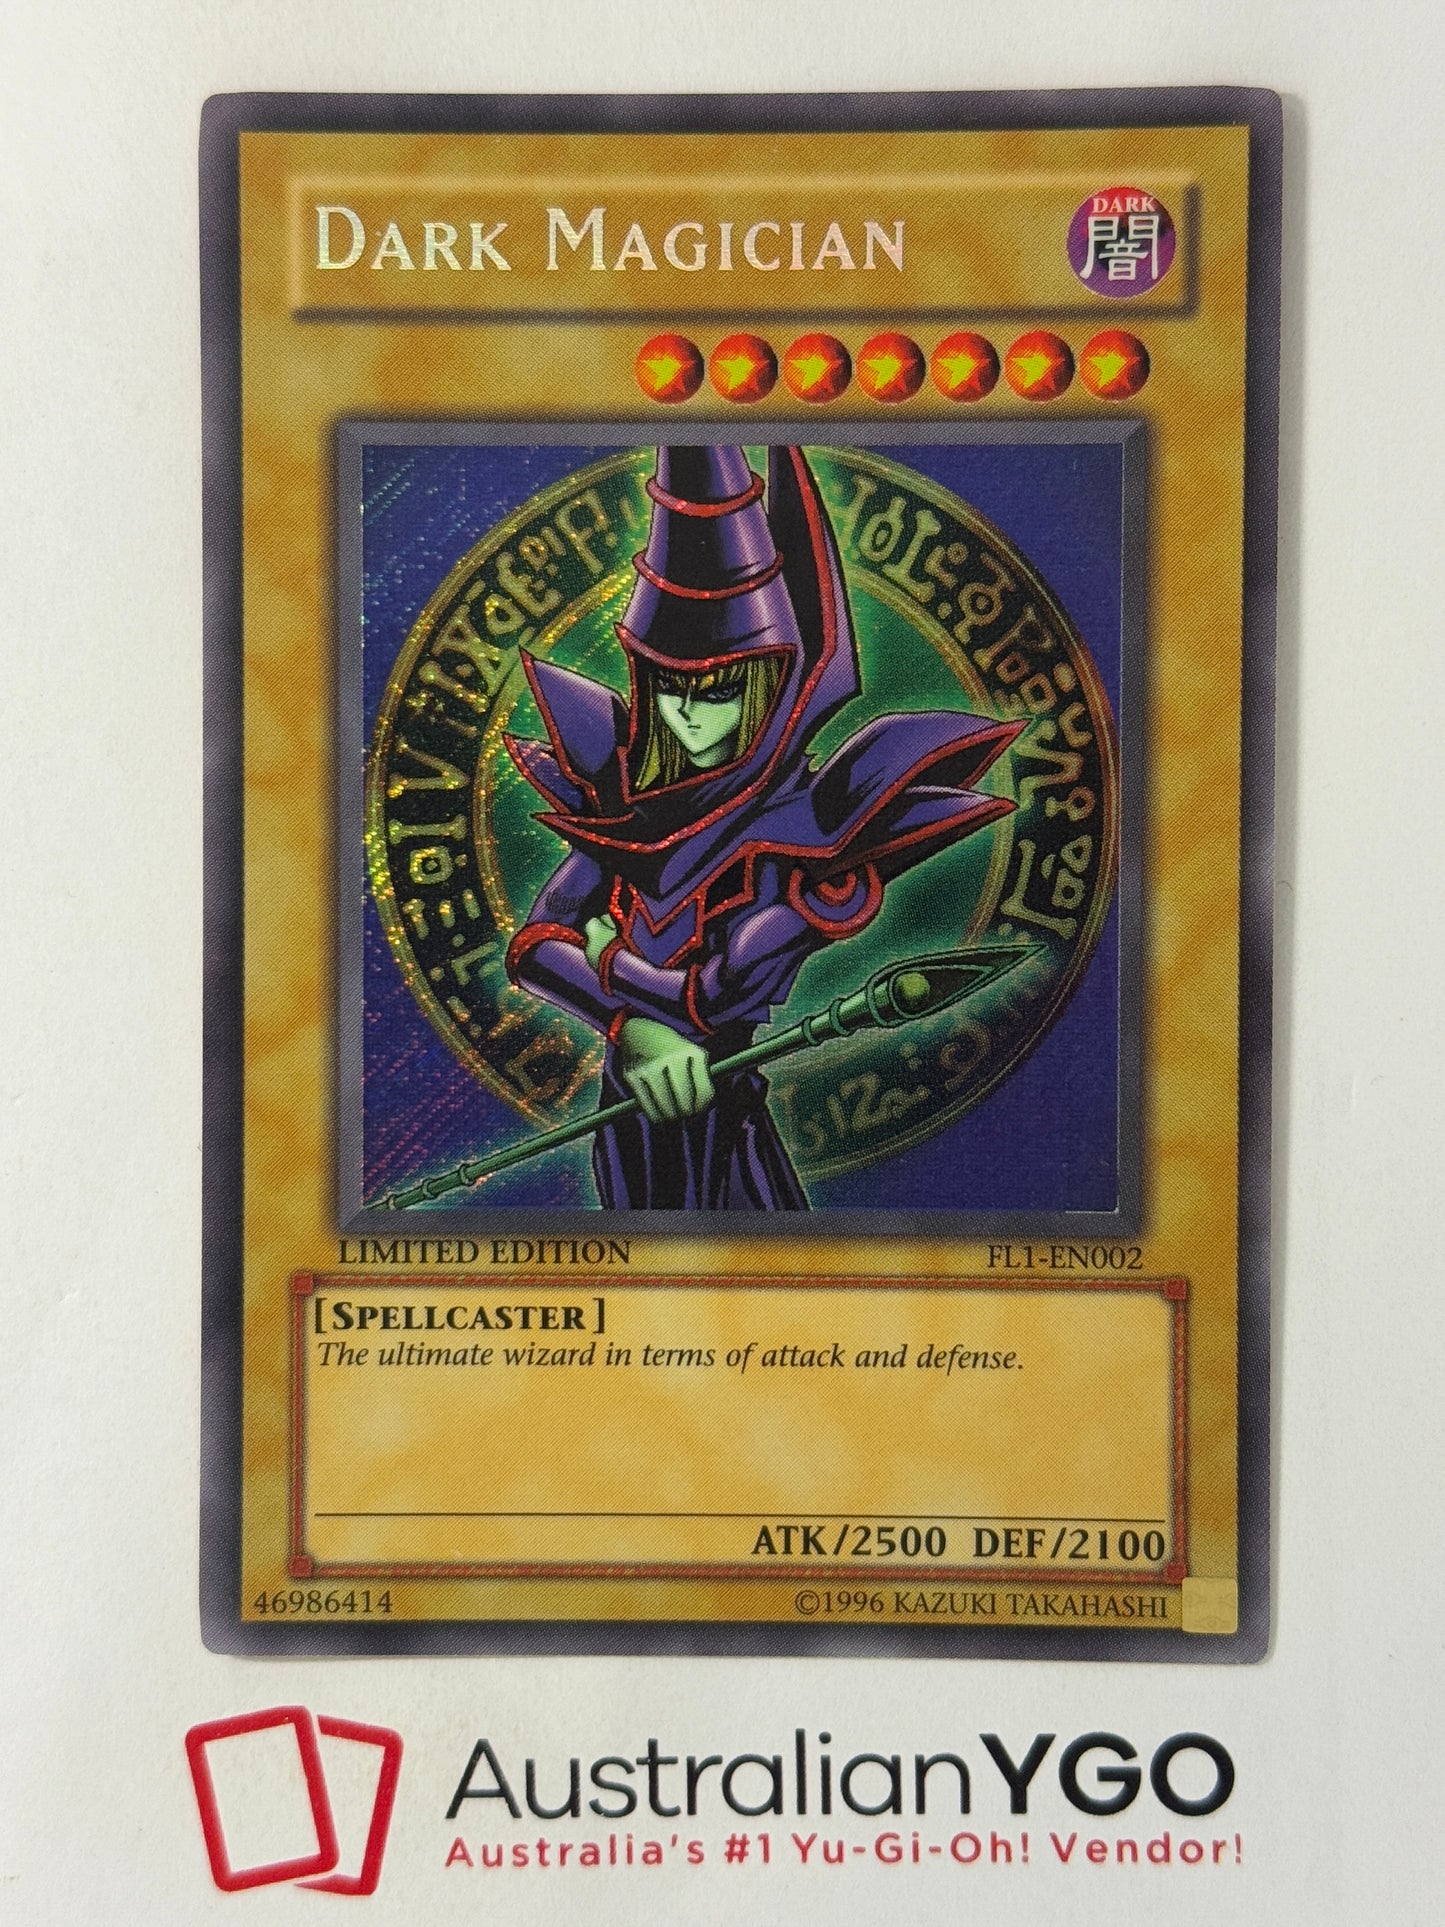 DARK MAGICIAN
DARK
闇
LIMITED EDITION
FL1-EN002
[SPELLCASTER]
The ultimate wizard in terms of attack and defense.
ATK/2500 DEF/2100
46986414
©1996 KAZUKI TAKAHASHI
AustralianYGO
Australia's #1 Yu-Gi-Oh! Vendor!